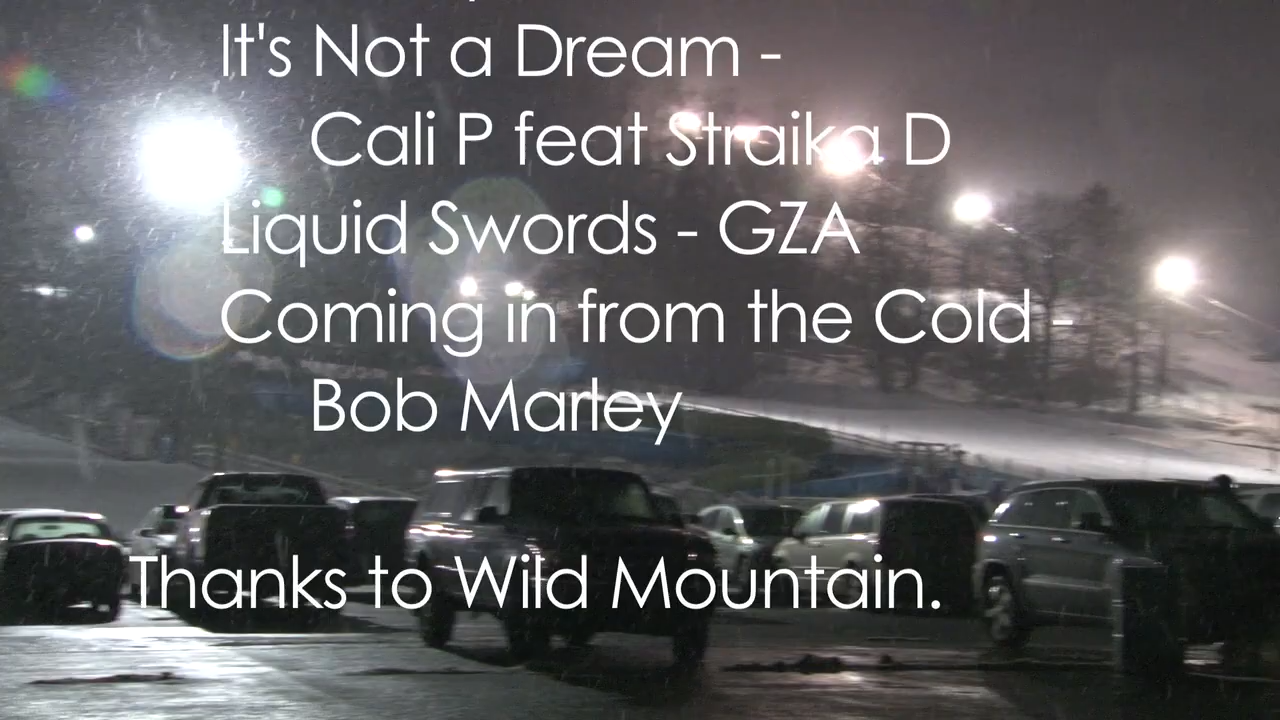 It's Not a Dream -
Cali P feat Straika D
Liquid Swords - GZA
Coming in from the Cold -
Bob Marley
Thanks to Wild Mountain.